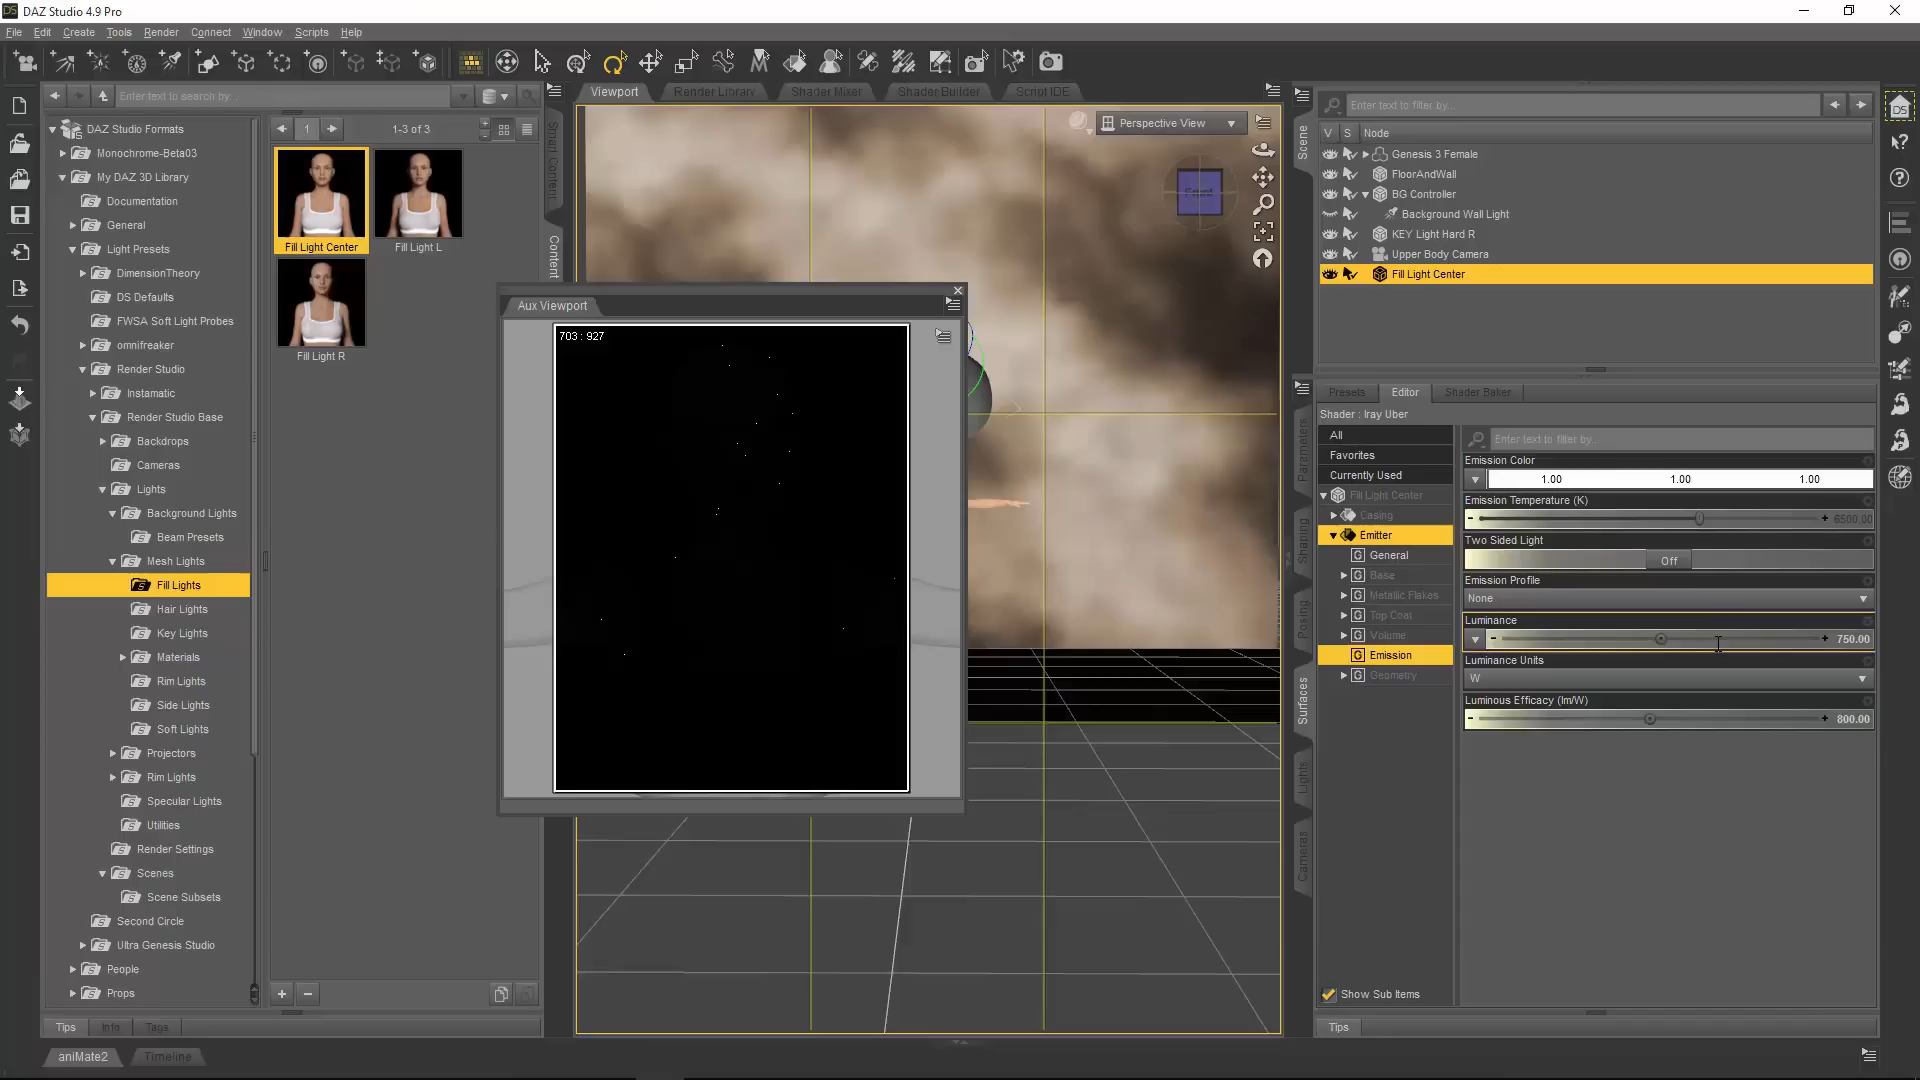 DAZ Studio 4.9 Pro
File Edit Create Tools Render Connect Window Scripts Help
Enter text to search by...
DAZ Studio Formats
Monochrome-Beta03
My DAZ 3D Library
Documentation
General
Light Presets
DimensionTheory
DS Defaults
FWSA Soft Light Probes
omnifreaker
Render Studio
Instamatic
Render Studio Base
Backdrops
Cameras
Lights
Background Lights
Beam Presets
Mesh Lights
Fill Lights
Hair Lights
Key Lights
Materials
Rim Lights
Side Lights
Soft Lights
Projectors
Rim Lights
Specular Lights
Utilities
Render Settings
Scenes
Scene Subsets
Second Circle
Ultra Genesis Studio
People
Props
Tips Info Tags
aniMate2 Timeline
1
1-3 of 3
Fill Light Center
Fill Light L
Fill Light R
Smart Content
Content
Viewport Render Library Shader Mixer Shader Builder Script IDE
Perspective View
Front
Aux Viewport
703 : 927
Scene
Enter text to filter by...
V S Node
Genesis 3 Female
FloorAndWall
BG Controller
Background Wall Light
KEY Light Hard R
Upper Body Camera
Fill Light Center
Parameters
Shaping
Posing
Surfaces
Lights
Cameras
Presets Editor Shader Baker
Shader : Iray Uber
All
Favorites
Currently Used
Fill Light Center
Casing
Emitter
General
Base
Metallic Flakes
Top Coat
Volume
Emission
Geometry
Show Sub Items
Tips
Enter text to filter by...
Emission Color
1.00 1.00 1.00
Emission Temperature (K)
6500.00
Two Sided Light
Off
Emission Profile
None
Luminance
750.00
Luminance Units
W
Luminous Efficacy (lm/W)
800.00